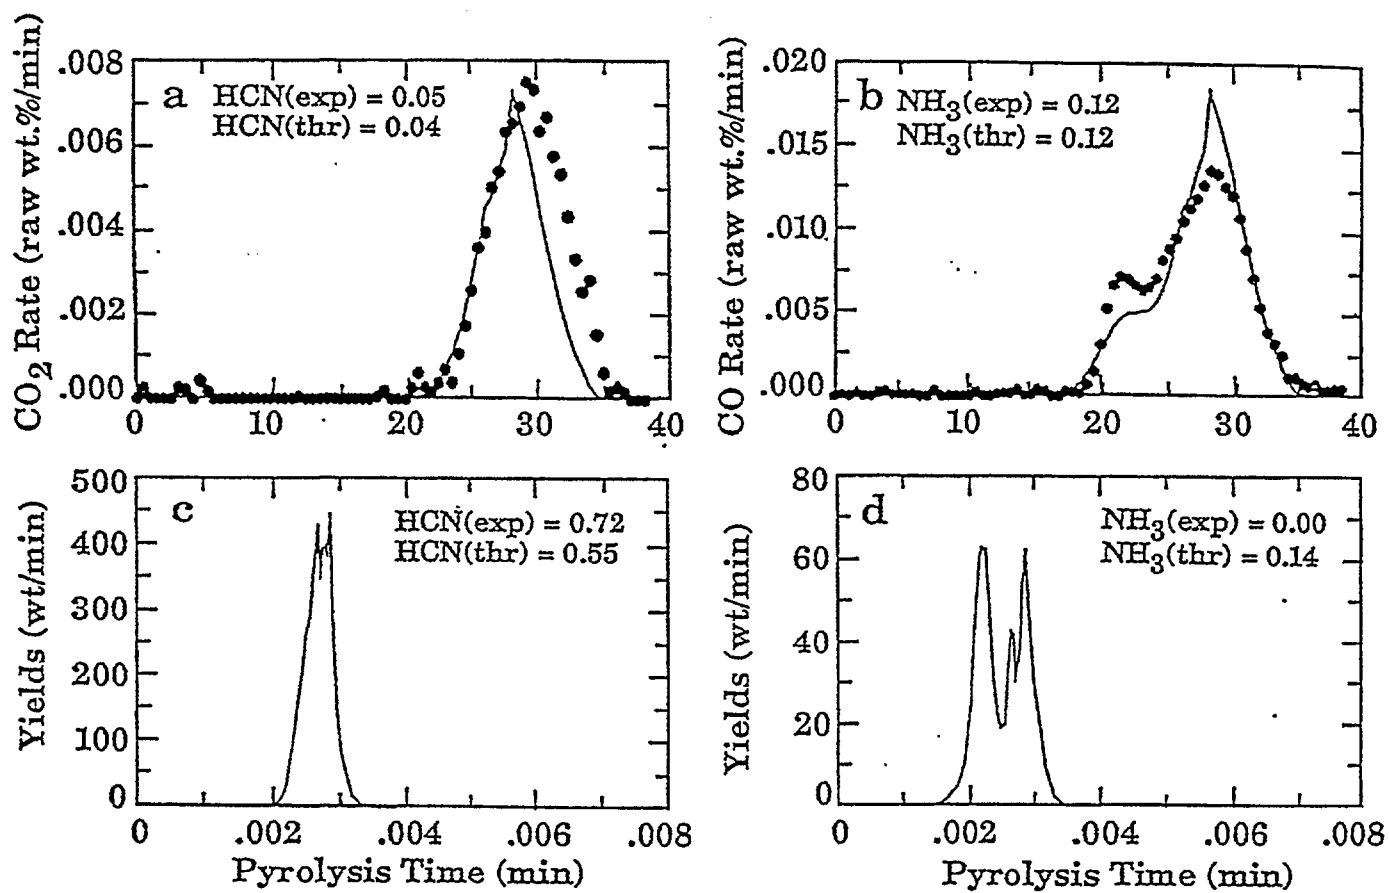 CO2 Rate (raw wt.%/min)
.008
.006
.004
.002
.000
a
HCN(exp) = 0.05
HCN(thr) = 0.04
0 10 20 30 40
CO Rate (raw wt.%/min)
.020
.015
.010
.005
.000
b
NH3(exp) = 0.12
NH3(thr) = 0.12
0 10 20 30 40
Yields (wt/min)
500
400
300
200
100
0
c
HCN(exp) = 0.72
HCN(thr) = 0.55
0 .002 .004 .006 .008
Pyrolysis Time (min)
Yields (wt/min)
80
60
40
20
0
d
NH3(exp) = 0.00
NH3(thr) = 0.14
0 .002 .004 .006 .008
Pyrolysis Time (min)